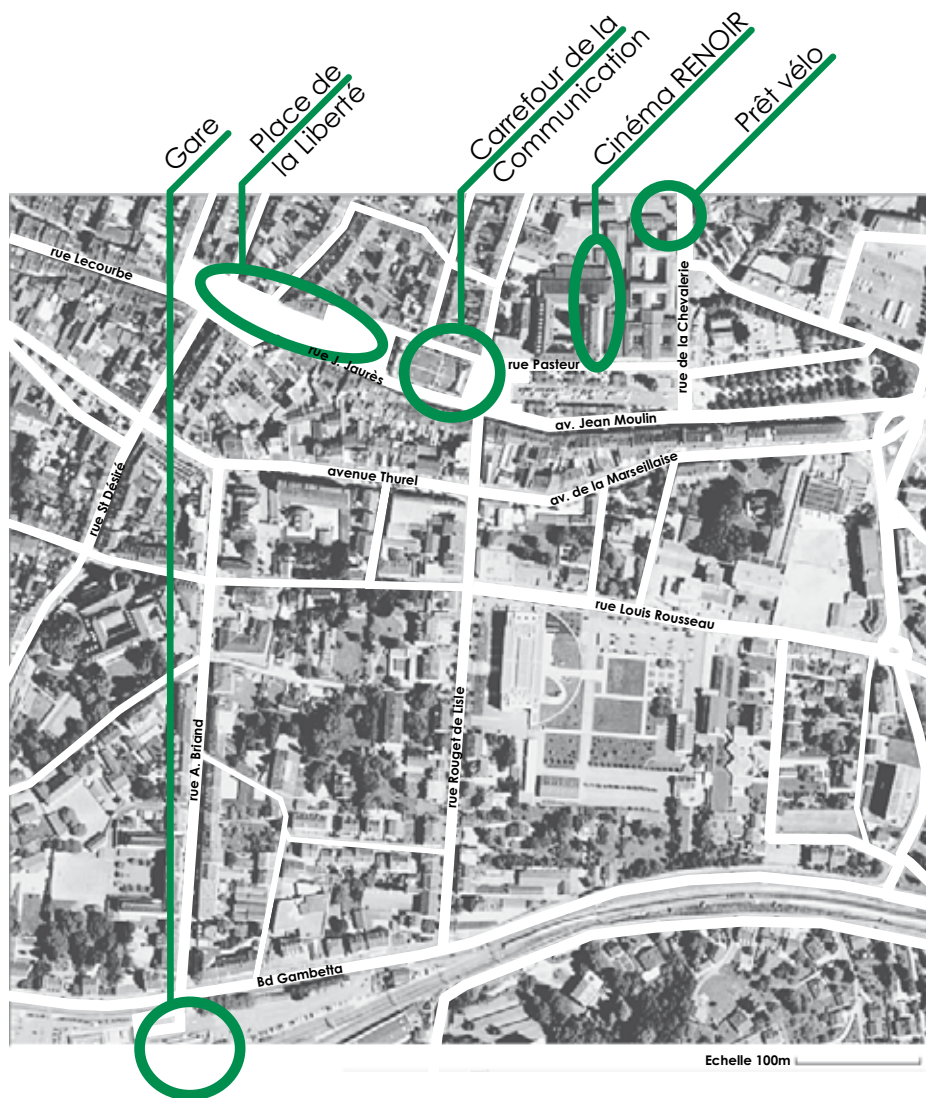 Gare
Place de
la Liberté
Carrefour de la
Communication
Cinéma RENOIR
Prêt vélo
rue Lecourbe
rue J. Jaurès
rue Pasteur
rue de la Chevalerie
av. Jean Moulin
avenue Thurel
av. de la Marseillaise
rue St Désiré
rue Louis Rousseau
rue A. Briand
rue Rouget de Lisle
Bd Gambetta
Echelle 100m